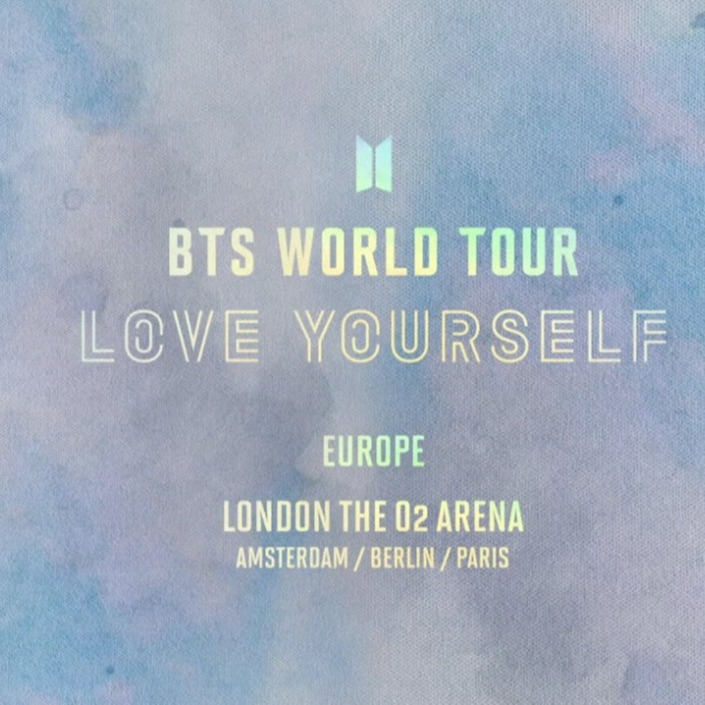 BTS WORLD TOUR
LOVE YOURSELF
EUROPE
LONDON THE O2 ARENA
AMSTERDAM / BERLIN / PARIS